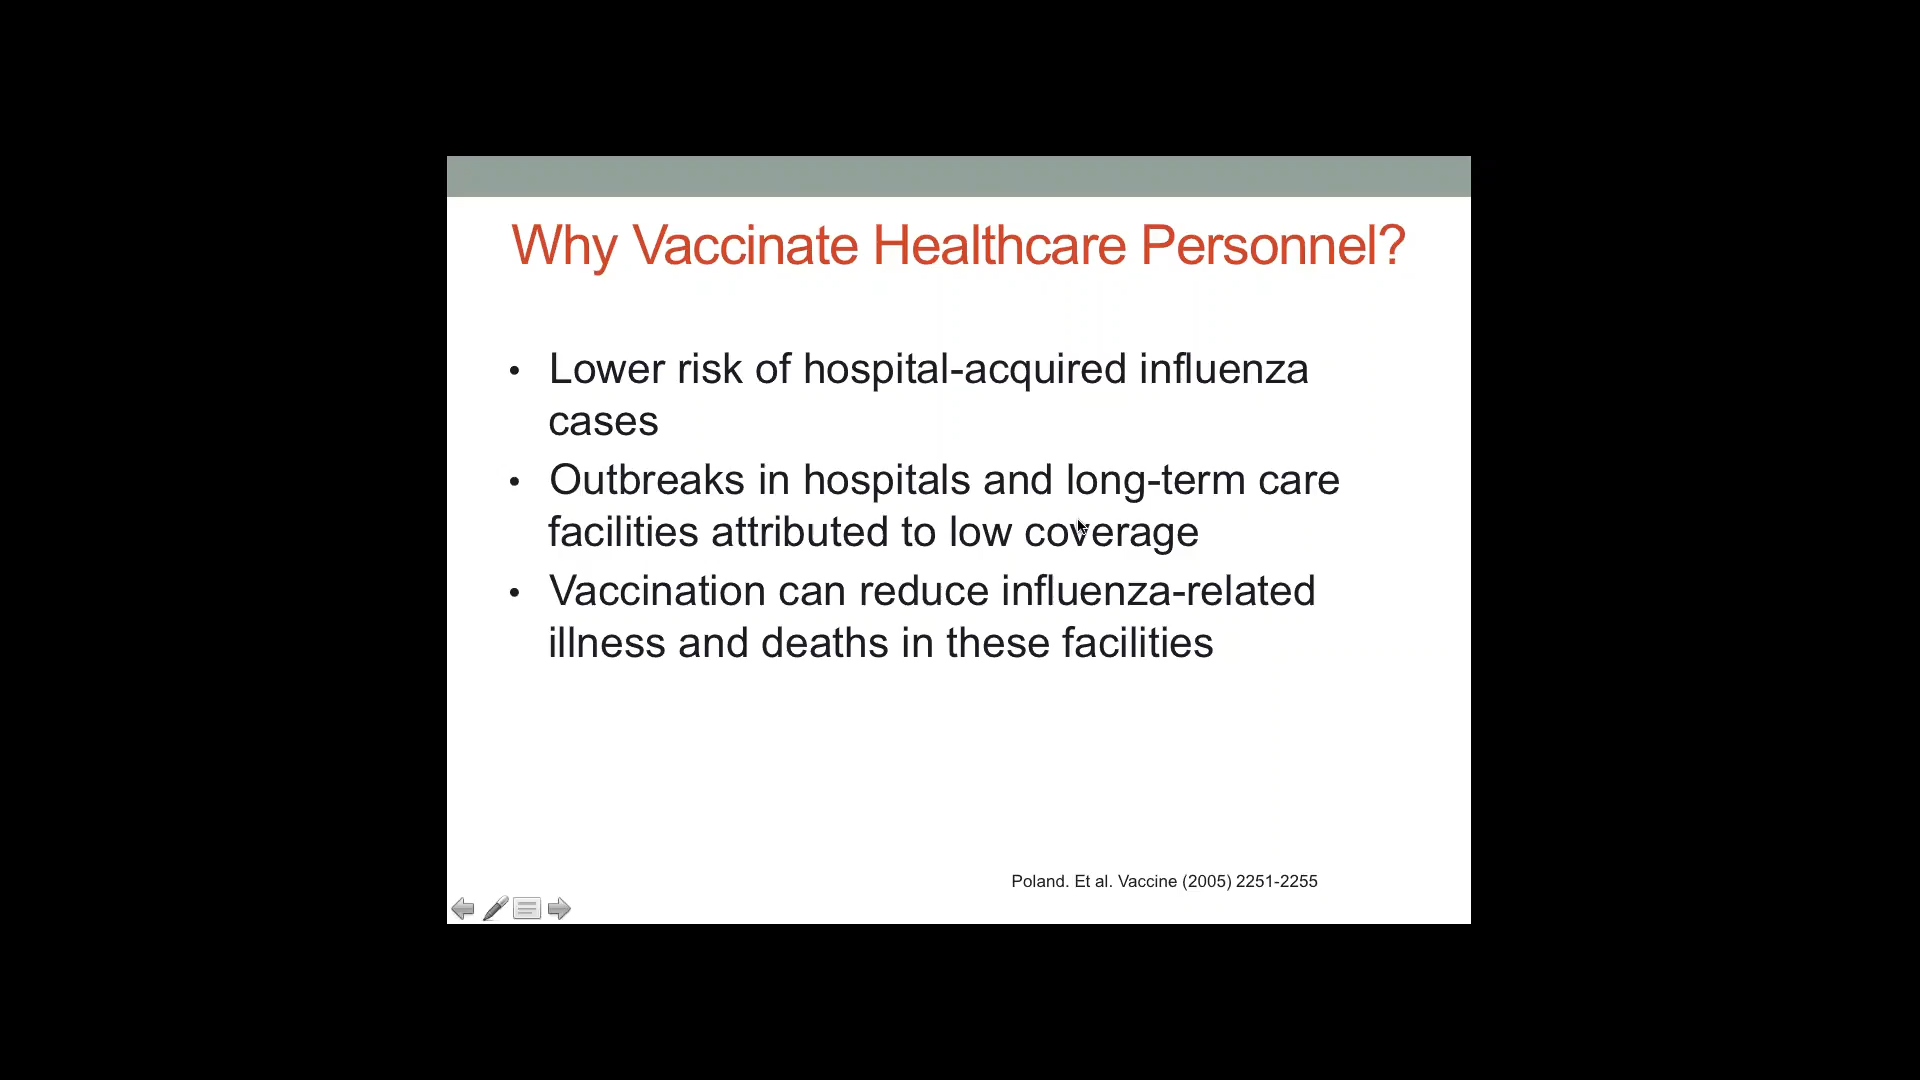 Why Vaccinate Healthcare Personnel?
• Lower risk of hospital-acquired influenza
cases
• Outbreaks in hospitals and long-term care
facilities attributed to low coverage
• Vaccination can reduce influenza-related
illness and deaths in these facilities
Poland. Et al. Vaccine (2005) 2251-2255